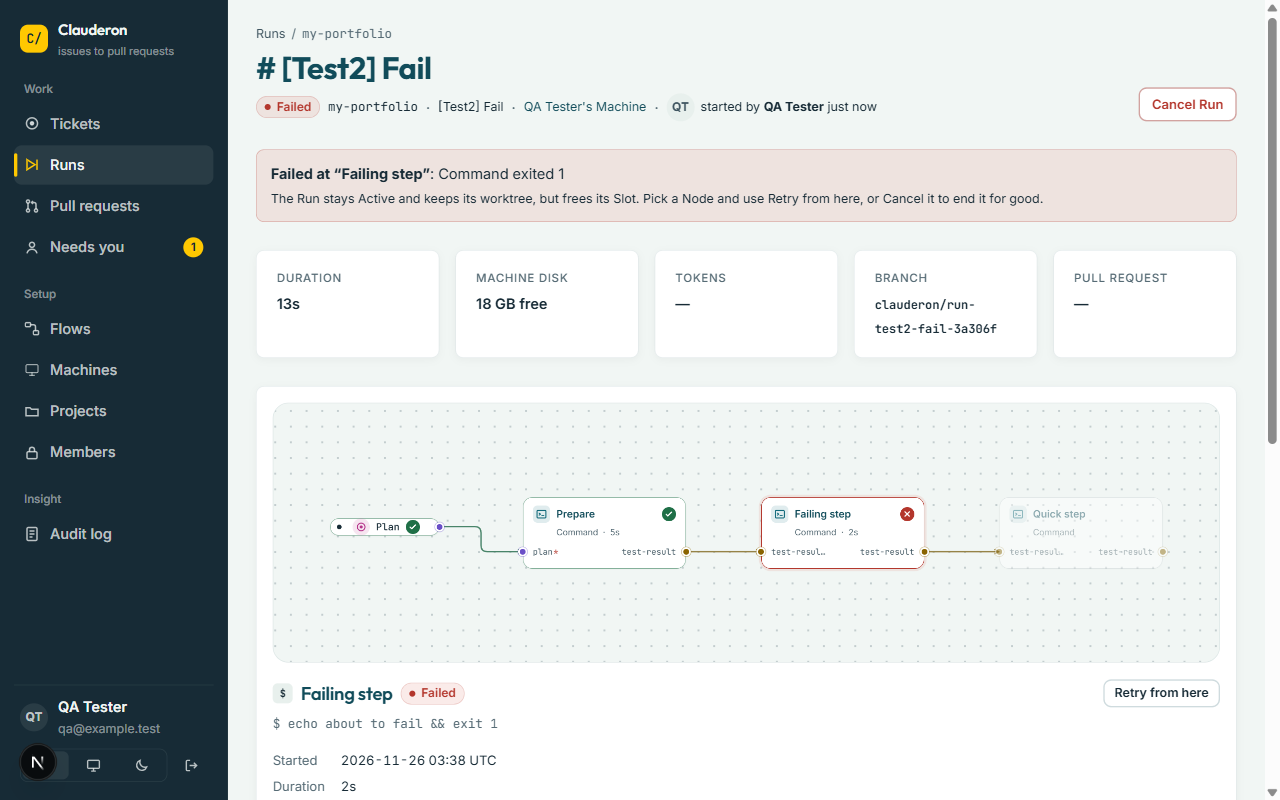 C/
Clauderon
issues to pull requests
Work
Tickets
Runs
Pull requests
Needs you
1
Setup
Flows
Machines
Projects
Members
Insight
Audit log
QT
QA Tester
qa@example.test
N
Runs / my-portfolio
# [Test2] Fail
Failed my-portfolio · [Test2] Fail · QA Tester's Machine · QT started by QA Tester just now
Cancel Run
Failed at “Failing step”: Command exited 1
The Run stays Active and keeps its worktree, but frees its Slot. Pick a Node and use Retry from here, or Cancel it to end it for good.
DURATION
13s
MACHINE DISK
18 GB free
TOKENS
—
BRANCH
clauderon/run-
test2-fail-3a306f
PULL REQUEST
—
Plan
Prepare
Command · 5s
plan* test-result
Failing step
Command · 2s
test-resul… test-result
Quick step
Command
test-resul… test-result
$ Failing step Failed
Retry from here
$ echo about to fail && exit 1
Started 2026-11-26 03:38 UTC
Duration 2s